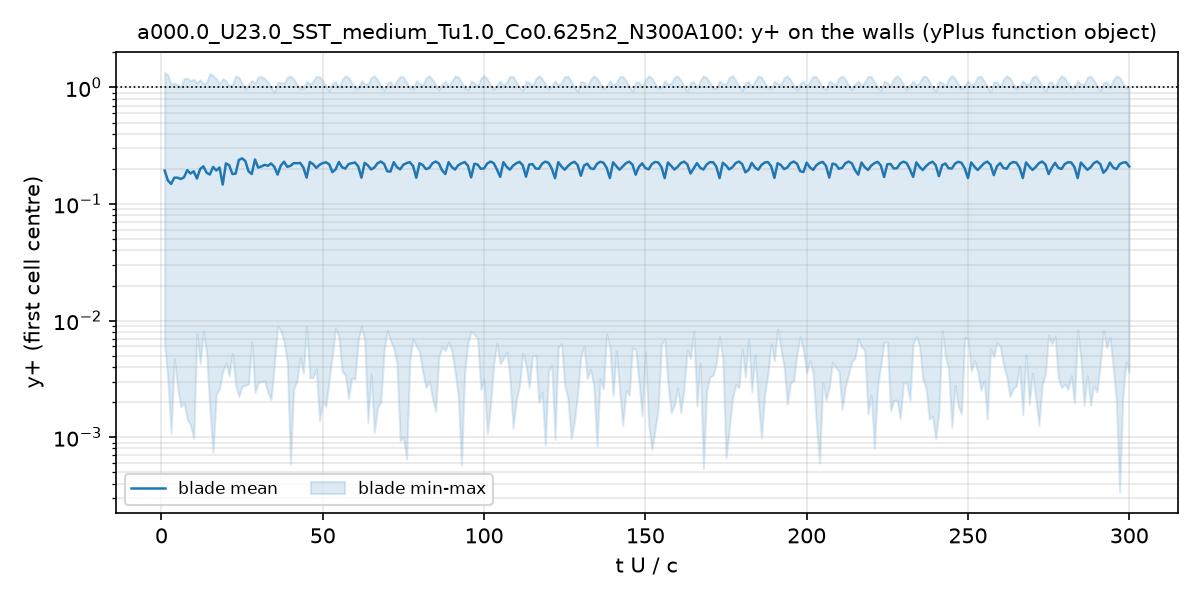 a000.0_U23.0_SST_medium_Tu1.0_Co0.625n2_N300A100: y+ on the walls (yPlus function object)
y+ (first cell centre)
10⁰
10⁻¹
10⁻²
10⁻³
blade mean
blade min-max
0 50 100 150 200 250 300
t U / c